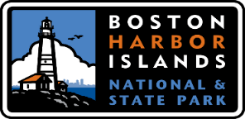 BOSTON
HARBOR
ISLANDS
NATIONAL &
STATE PARK